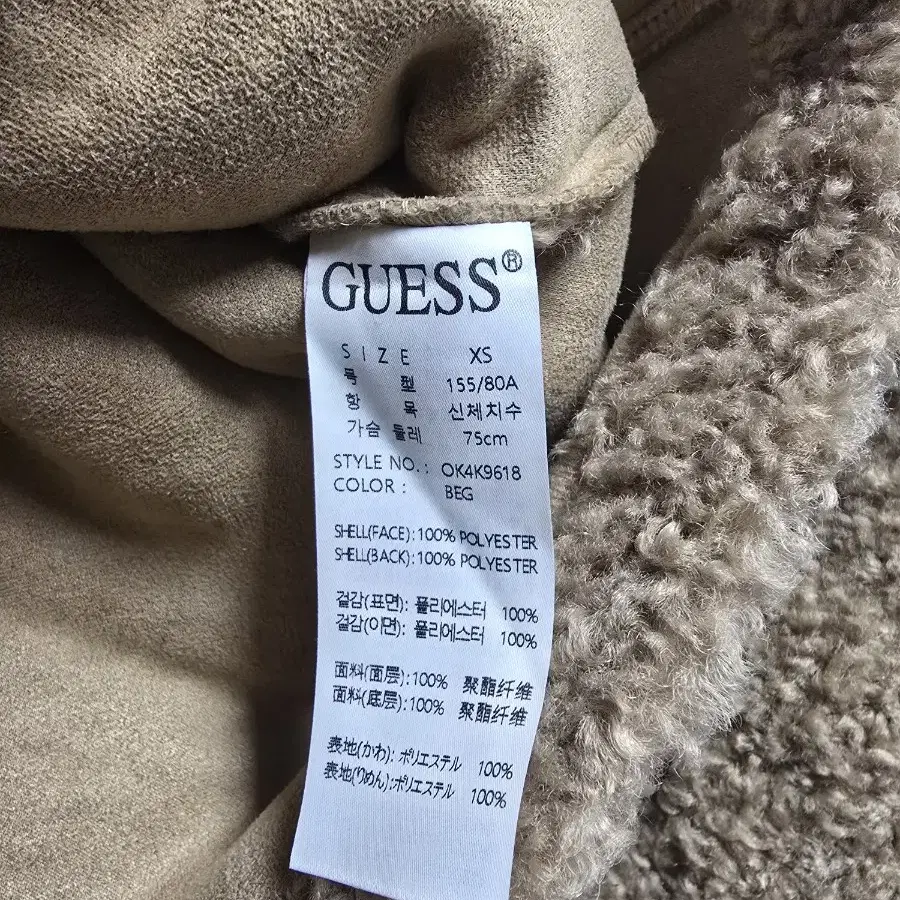 GUESS®
SIZE XS
호 型 155/80A
항 목 신체치수
가슴 둘레 75cm
STYLE NO.: OK4K9618
COLOR : BEG
SHELL(FACE):100% POLYESTER
SHELL(BACK):100% POLYESTER
겉감(표면): 폴리에스터 100%
겉감(이면): 폴리에스터 100%
面料(面层):100% 聚酯纤维
面料(底层):100% 聚酯纤维
表地(かわ): ポリエステル 100%
表地(りめん):ポリエステル 100%